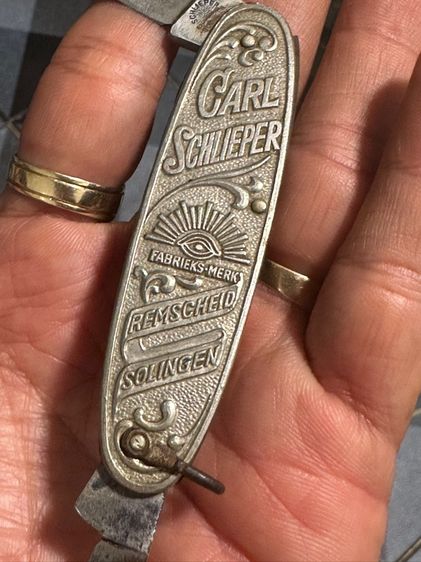 CARL
SCHLIEPER
FABRIEKS-MERK
REMSCHEID
SOLINGEN